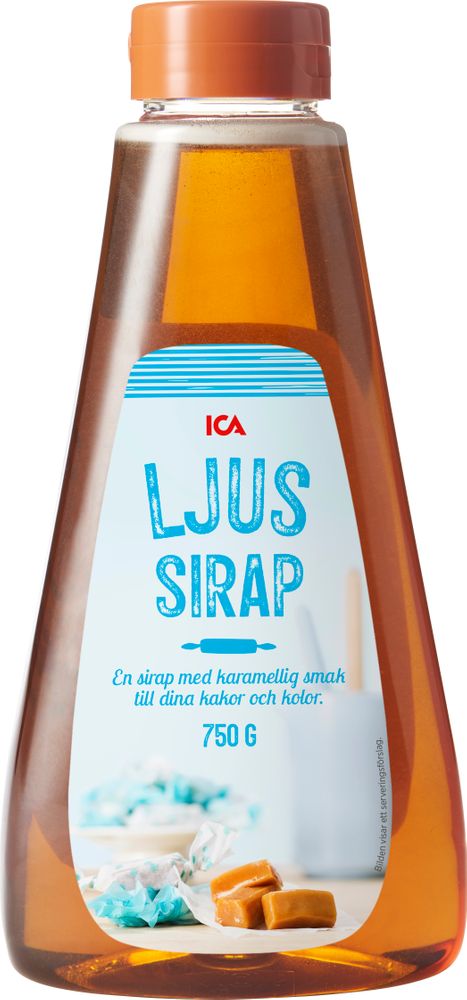 ICA
LJUS
SIRAP
En sirap med karamellig smak
till dina kakor och kolor.
750 G
Bilden visar ett serveringsförslag.